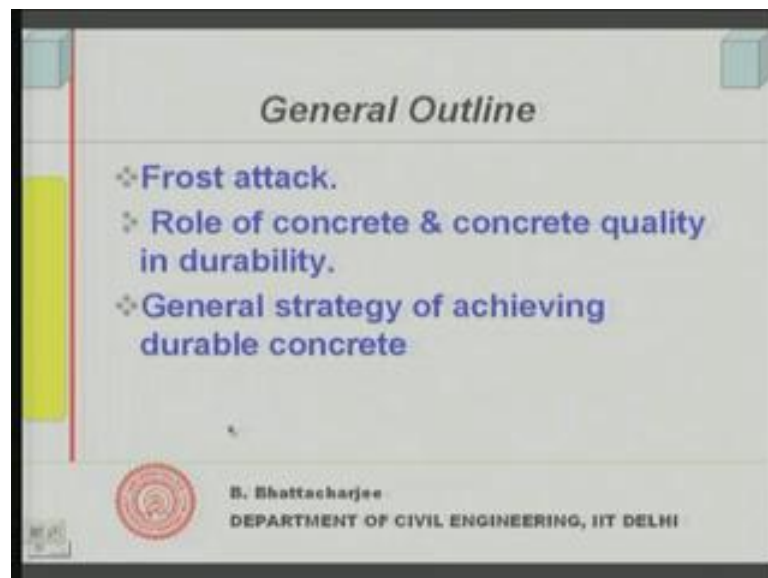 General Outline
Frost attack.
Role of concrete & concrete quality
in durability.
General strategy of achieving
durable concrete
B. Bhattacharjee
DEPARTMENT OF CIVIL ENGINEERING, IIT DELHI